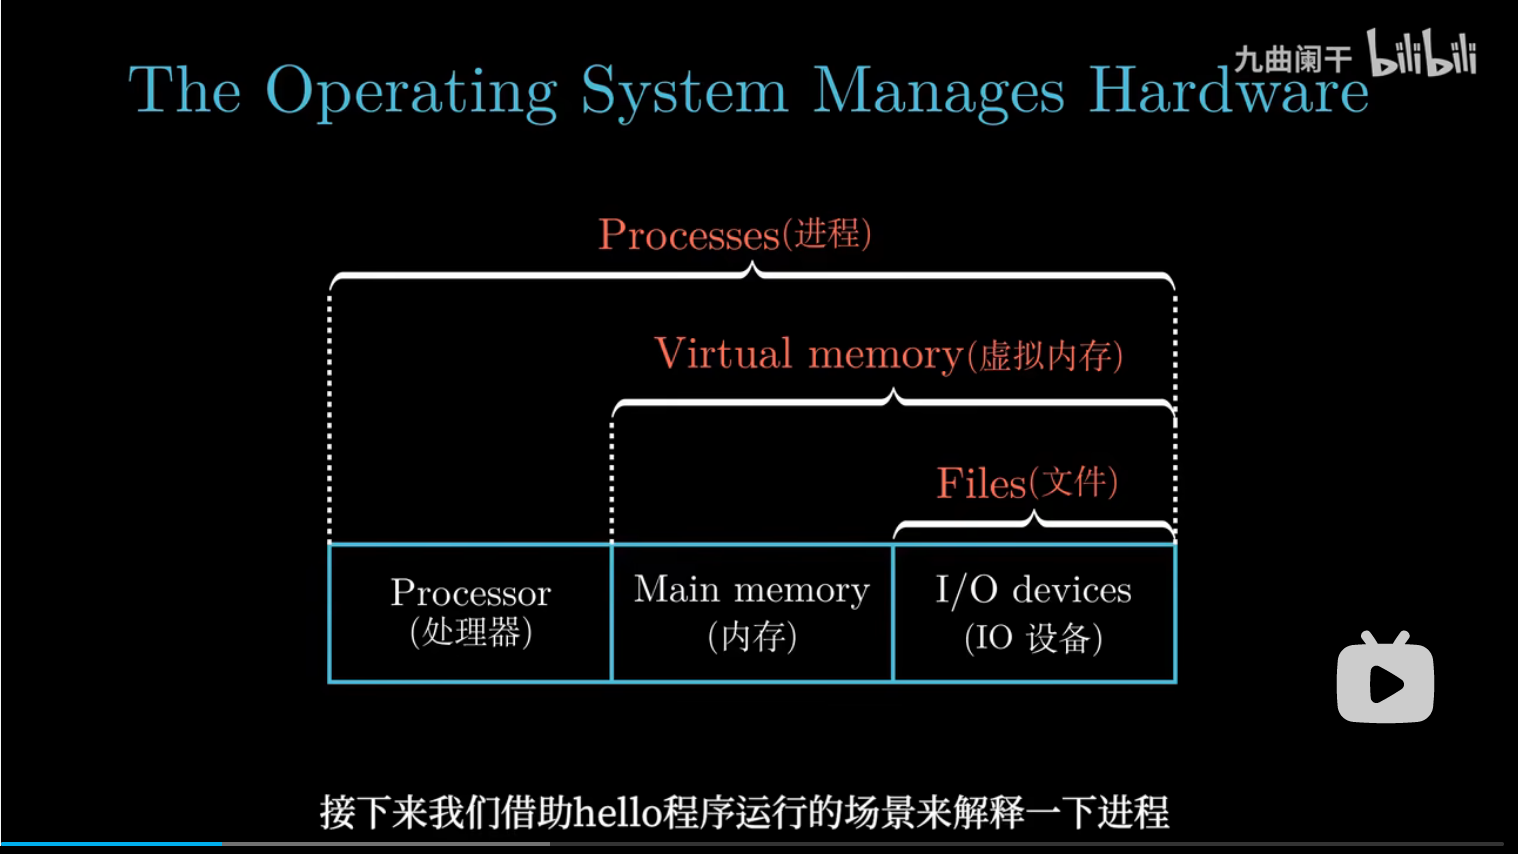 九曲阑干 bilibili
The Operating System Manages Hardware
Processes(进程)
Virtual memory(虚拟内存)
Files(文件)
Processor
(处理器)
Main memory
(内存)
I/O devices
(IO 设备)
接下来我们借助hello程序运行的场景来解释一下进程